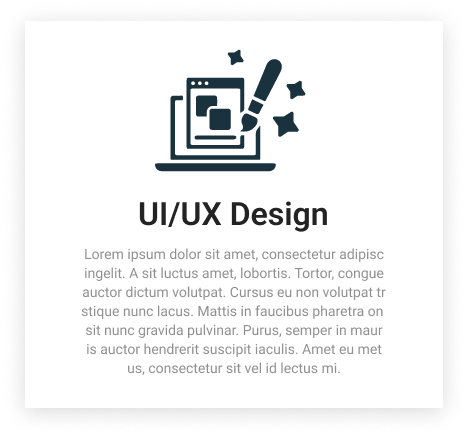 UI/UX Design
Lorem ipsum dolor sit amet, consectetur adipisc
ingelit. A sit luctus amet, lobortis. Tortor, congue
auctor dictum volutpat. Cursus eu non volutpat tr
stique nunc lacus. Mattis in faucibus pharetra on
sit nunc gravida pulvinar. Purus, semper in maur
is auctor hendrerit suscipit iaculis. Amet eu met
us, consectetur sit vel id lectus mi.